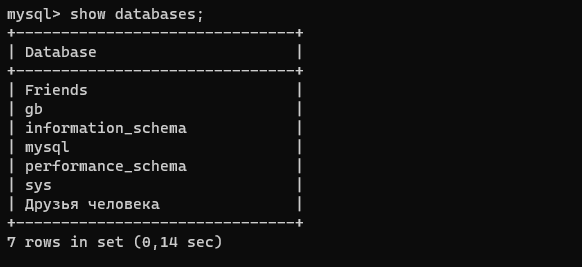 mysql> show databases;
+-------------------------------+
| Database                      |
+-------------------------------+
| Friends                       |
| gb                            |
| information_schema            |
| mysql                         |
| performance_schema            |
| sys                           |
| Друзья человека               |
+-------------------------------+
7 rows in set (0,14 sec)